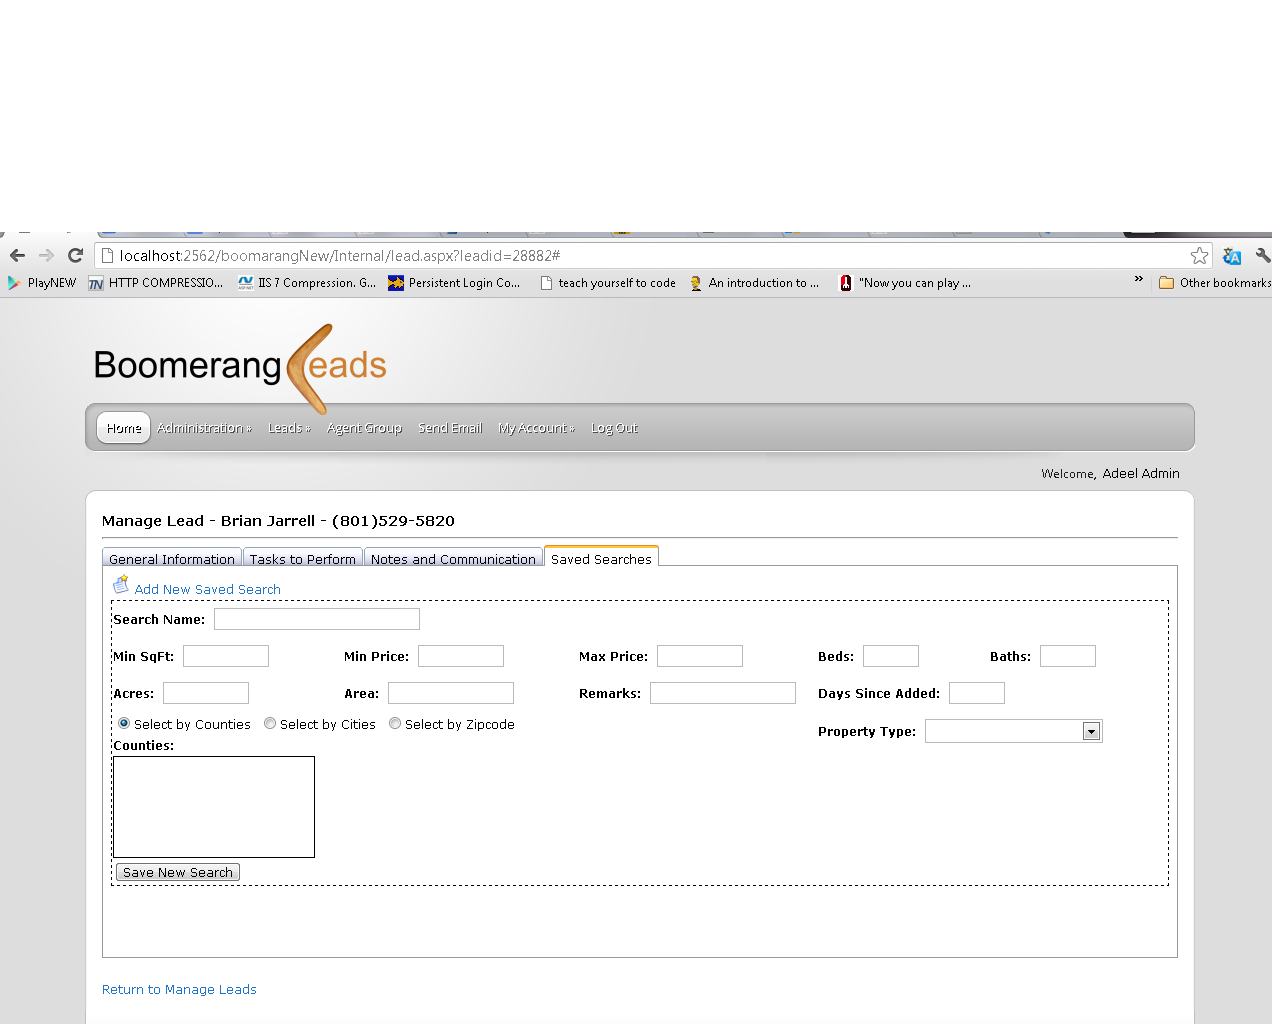 localhost:2562/boomarangNew/Internal/lead.aspx?leadid=28882#
PlayNEW HTTP COMPRESSIO... IIS 7 Compression. G... Persistent Login Co... teach yourself to code An introduction to ... "Now you can play ... » Other bookmarks
Boomerang Leads
Home Administration » Leads » Agent Group Send Email My Account » Log Out
Welcome, Adeel Admin
Manage Lead - Brian Jarrell - (801)529-5820
General Information Tasks to Perform Notes and Communication Saved Searches
Add New Saved Search
Search Name:
Min SqFt: Min Price: Max Price: Beds: Baths:
Acres: Area: Remarks: Days Since Added:
Select by Counties Select by Cities Select by Zipcode Property Type:
Counties:
Save New Search
Return to Manage Leads